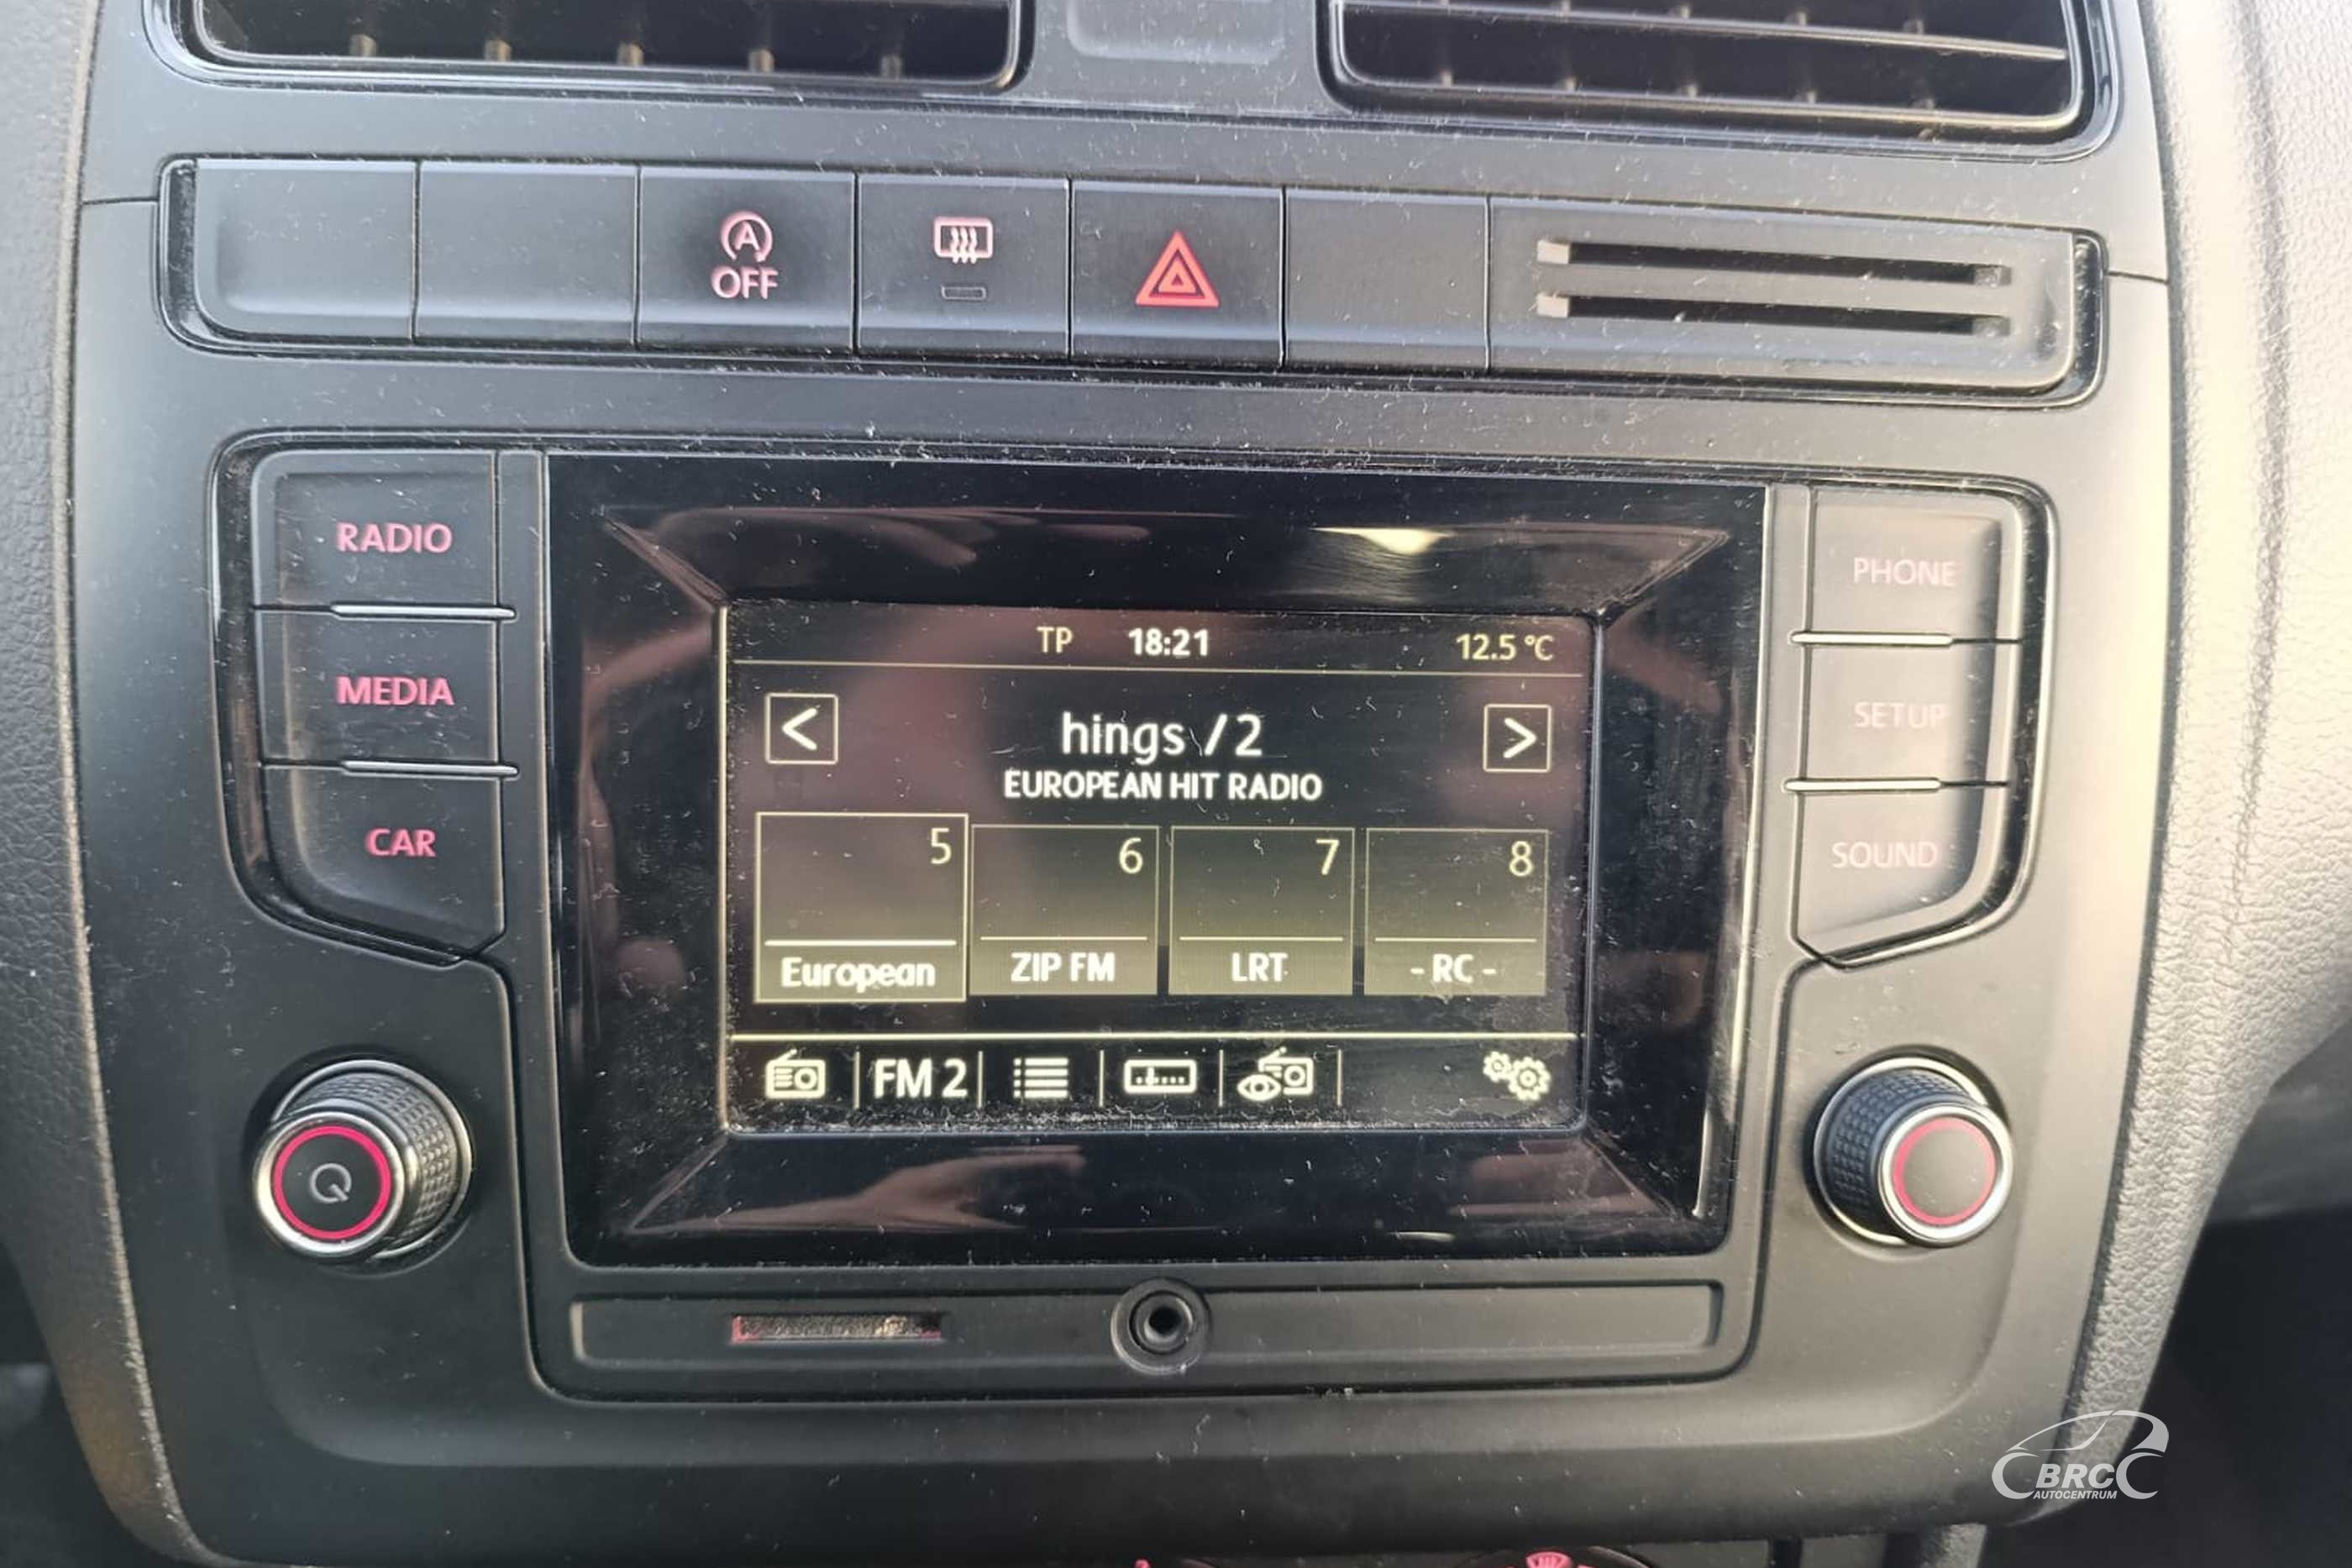 A
OFF
RADIO
MEDIA
CAR
PHONE
SETUP
SOUND
TP 18:21 12.5 °C
< hings /2 >
EUROPEAN HIT RADIO
5 6 7 8
European ZIP FM LRT - RC -
FM 2
BRC
AUTOCENTRUM